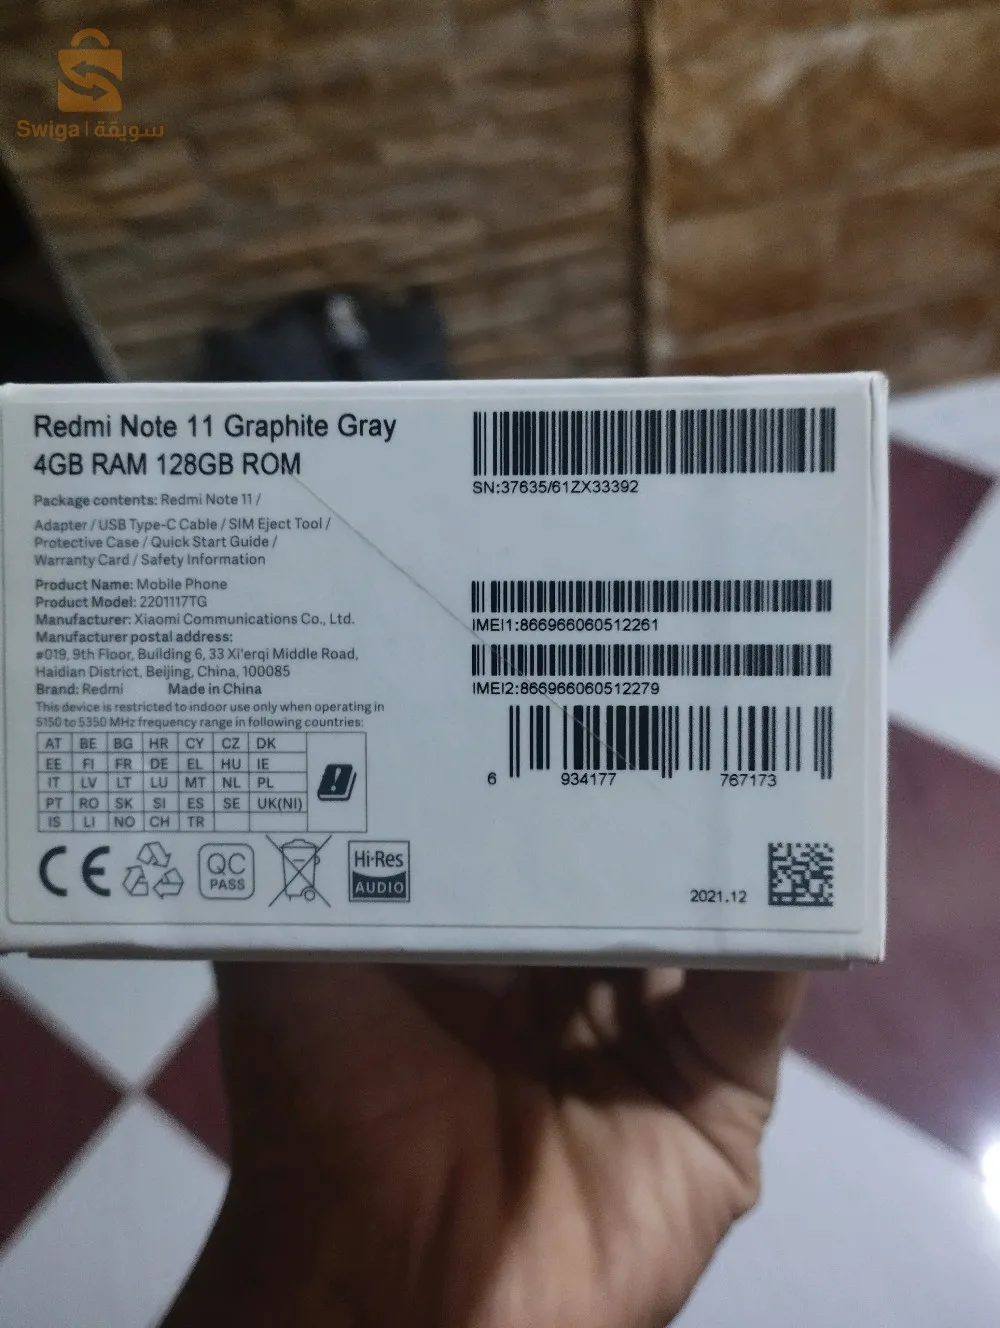 Swiga | سويقة
Redmi Note 11 Graphite Gray
4GB RAM 128GB ROM
Package contents: Redmi Note 11 /
Adapter / USB Type-C Cable / SIM Eject Tool /
Protective Case / Quick Start Guide /
Warranty Card / Safety Information
Product Name: Mobile Phone
Product Model: 2201117TG
Manufacturer: Xiaomi Communications Co., Ltd.
Manufacturer postal address:
#019, 9th Floor, Building 6, 33 Xi'erqi Middle Road,
Haidian District, Beijing, China, 100085
Brand: Redmi Made in China
This device is restricted to indoor use only when operating in
5150 to 5350 MHz frequency range in following countries:
AT BE BG HR CY CZ DK
EE FI FR DE EL HU IE
IT LV LT LU MT NL PL
PT RO SK SI ES SE UK(NI)
IS LI NO CH TR
CE
QC
PASS
Hi-Res
AUDIO
SN:37635/61ZX33392
IMEI1:866966060512261
IMEI2:866966060512279
6 934177 767173
2021.12